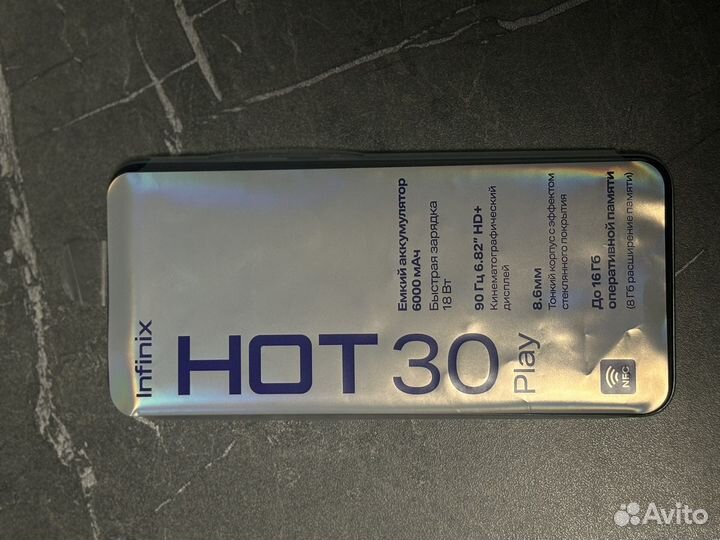 Infinix
HOT 30
Play
Емкий аккумулятор
6000 мАч
Быстрая зарядка
18 Вт
90 Гц 6.82" HD+
Кинематографический
дисплей
8.6мм
Тонкий корпус с эффектом
стеклянного покрытия
До 16 Гб
оперативной памяти
(8 Гб расширение памяти)
NFC
Avito